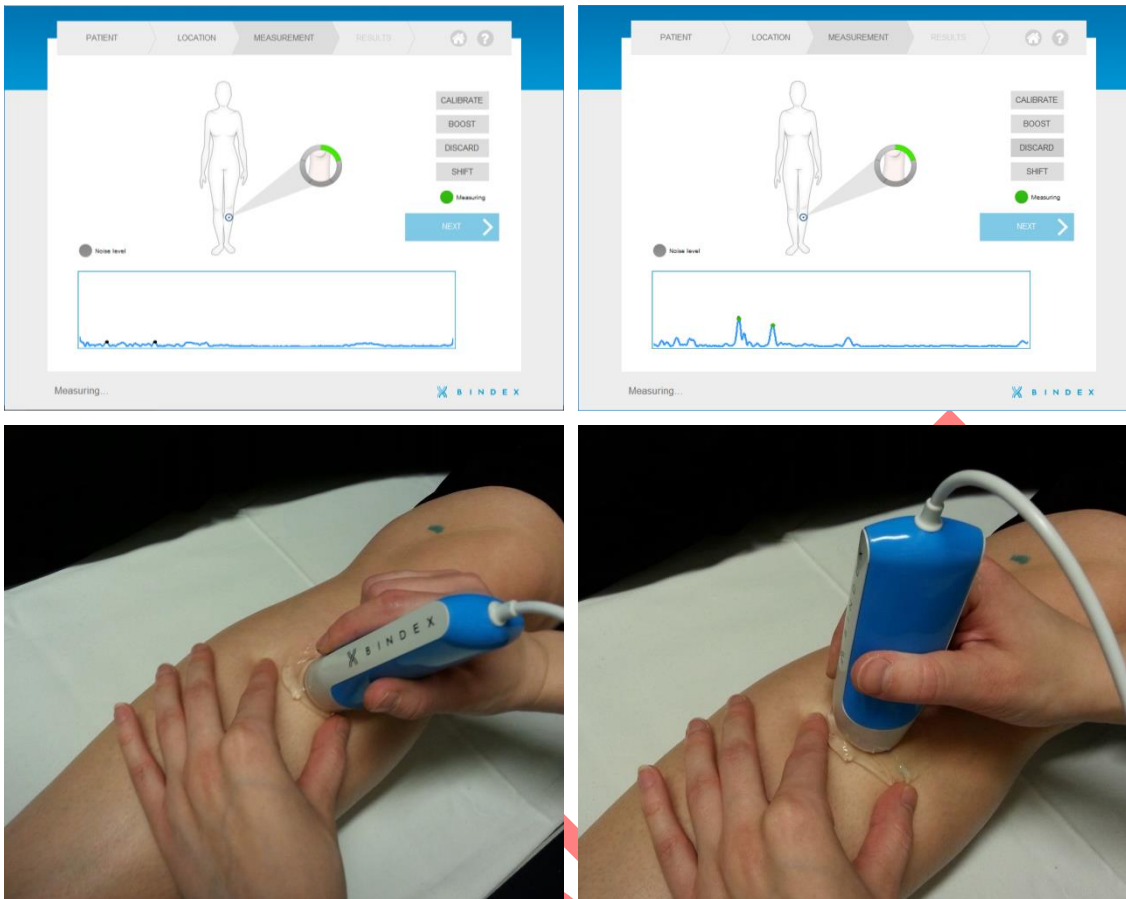 PATIENT LOCATION MEASUREMENT RESULTS ?
CALIBRATE
BOOST
DISCARD
SHIFT
Measuring
NEXT
Noise level
Measuring...
BINDEX
PATIENT LOCATION MEASUREMENT RESULTS ?
CALIBRATE
BOOST
DISCARD
SHIFT
Measuring
NEXT
Noise level
Measuring...
BINDEX
BINDEX